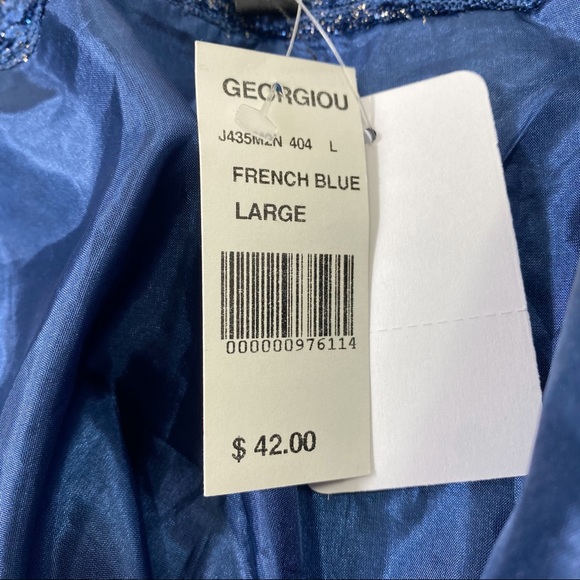 GEORGIOU
J435M2N 404 L
FRENCH BLUE
LARGE
000000976114
$ 42.00